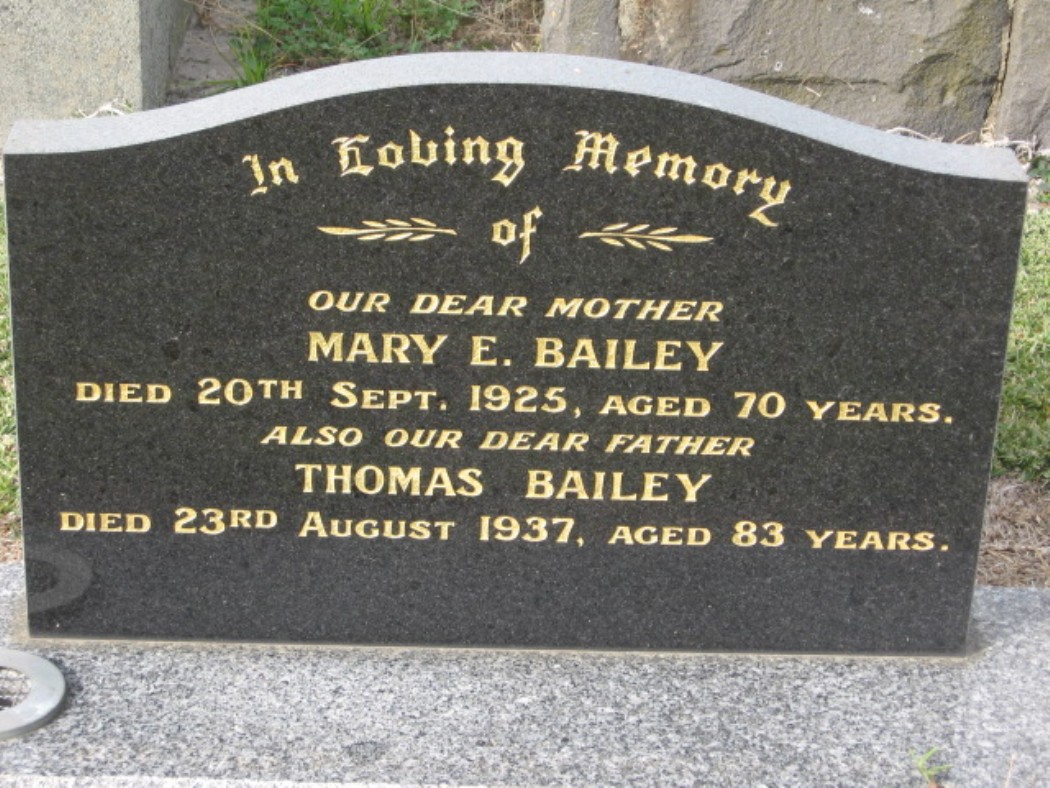 In Loving Memory
of
OUR DEAR MOTHER
MARY E. BAILEY
DIED 20TH SEPT. 1925, AGED 70 YEARS.
ALSO OUR DEAR FATHER
THOMAS BAILEY
DIED 23RD AUGUST 1937, AGED 83 YEARS.